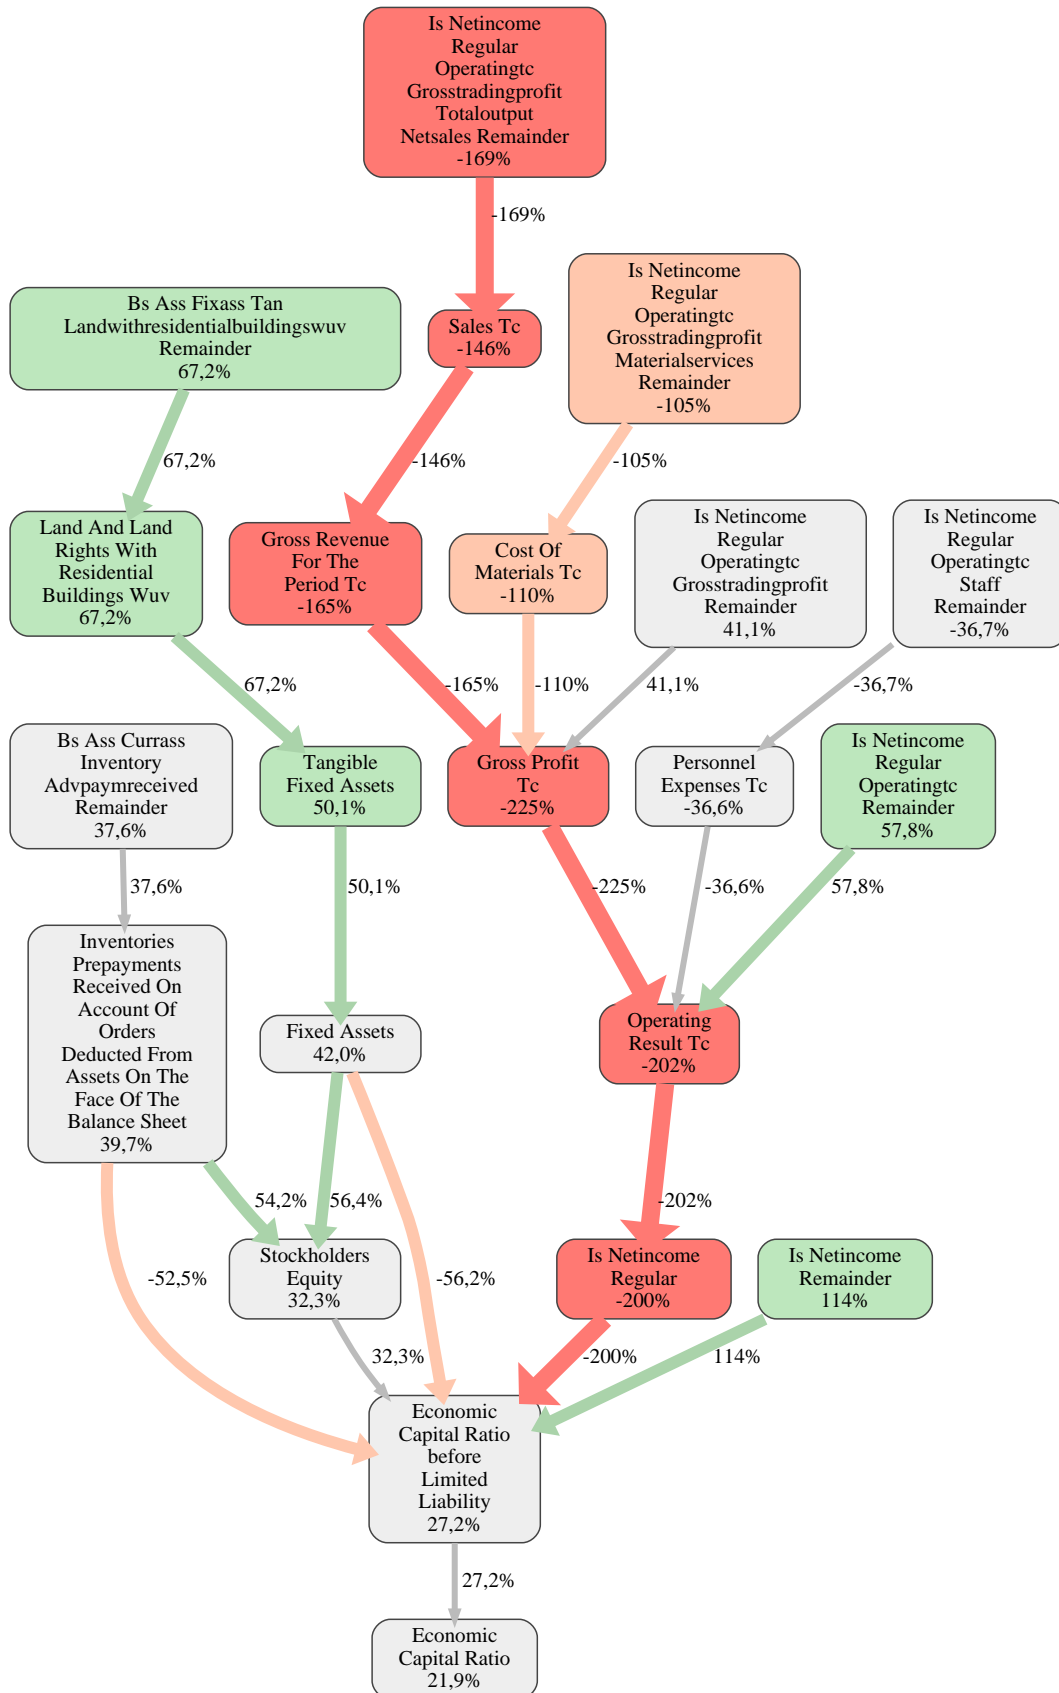 Is Netincome
Regular
Operatingtc
Grosstradingprofit
Totaloutput
Netsales Remainder
-169%
-169%
Bs Ass Fixass Tan
Landwithresidentialbuildingswuv
Remainder
67,2%
Sales Tc
-146%
Is Netincome
Regular
Operatingtc
Grosstradingprofit
Materialservices
Remainder
-105%
67,2%
-146%
-105%
Land And Land
Rights With
Residential
Buildings Wuv
67,2%
Gross Revenue
For The
Period Tc
-165%
Cost Of
Materials Tc
-110%
Is Netincome
Regular
Operatingtc
Grosstradingprofit
Remainder
41,1%
Is Netincome
Regular
Operatingtc
Staff
Remainder
-36,7%
67,2%
-165%
-110%
41,1%
-36,7%
Bs Ass Currass
Inventory
Advpaymreceived
Remainder
37,6%
Tangible
Fixed Assets
50,1%
Gross Profit
Tc
-225%
Personnel
Expenses Tc
-36,6%
Is Netincome
Regular
Operatingtc
Remainder
57,8%
37,6%
50,1%
-225%
-36,6%
57,8%
Inventories
Prepayments
Received On
Account Of
Orders
Deducted From
Assets On The
Face Of The
Balance Sheet
39,7%
Fixed Assets
42,0%
Operating
Result Tc
-202%
54,2%
56,4%
-202%
-52,5%
Stockholders
Equity
32,3%
-56,2%
Is Netincome
Regular
-200%
Is Netincome
Remainder
114%
32,3%
-200%
114%
Economic
Capital Ratio
before
Limited
Liability
27,2%
27,2%
Economic
Capital Ratio
21,9%